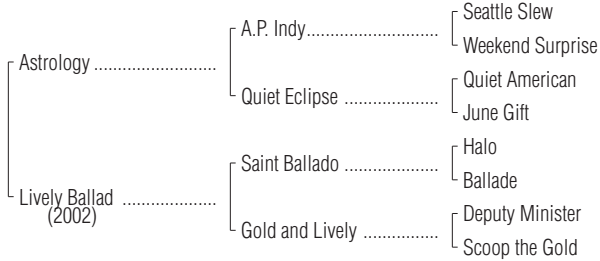 Seattle Slew
A.P. Indy........................
Weekend Surprise
Astrology ......................
Quiet American
Quiet Eclipse .................
June Gift
Halo
Saint Ballado .................
Ballade
Lively Ballad .................
(2002)
Deputy Minister
Gold and Lively ..............
Scoop the Gold